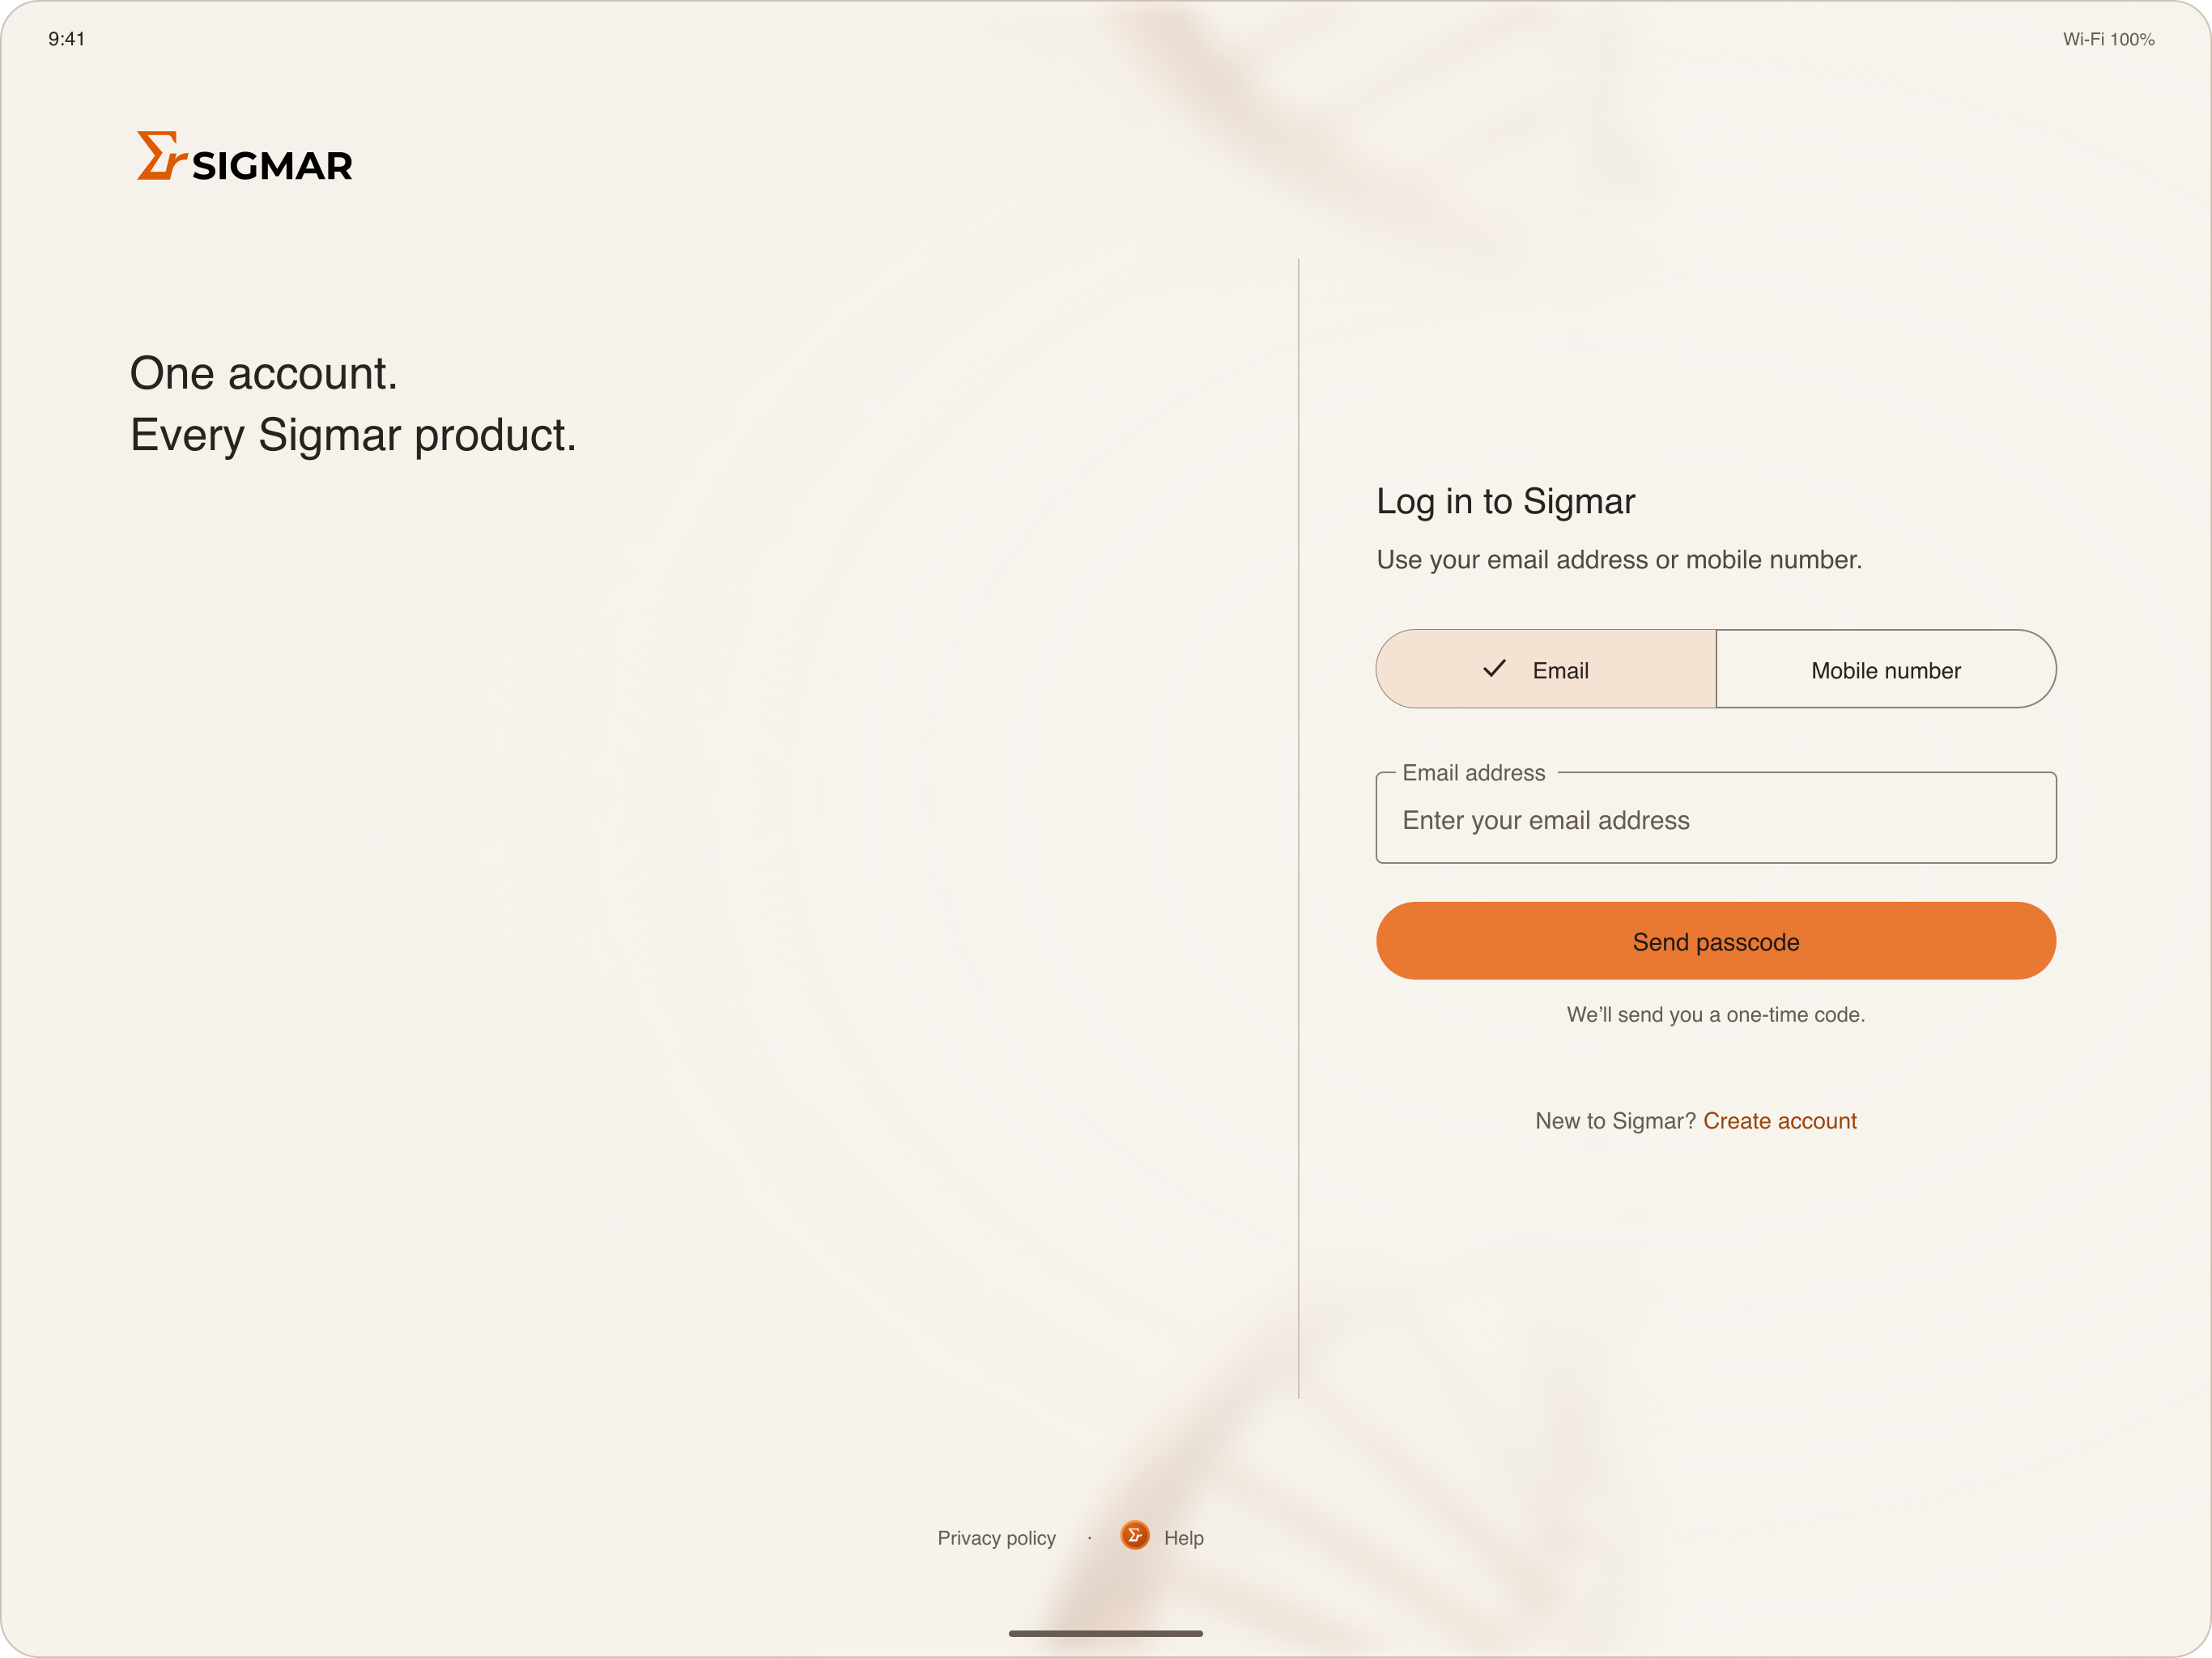 9:41
Wi-Fi 100%
Σr SIGMAR
One account.
Every Sigmar product.
Log in to Sigmar
Use your email address or mobile number.
Email
Mobile number
Email address
Enter your email address
Send passcode
We’ll send you a one-time code.
New to Sigmar? Create account
Privacy policy · Σr Help